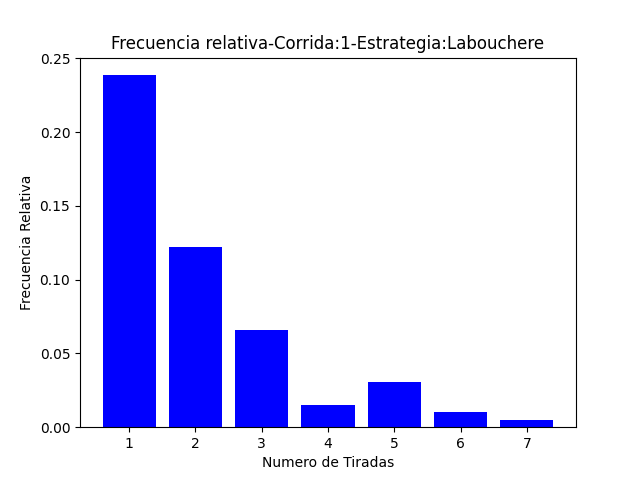 Frecuencia relativa-Corrida:1-Estrategia:Labouchere
0.25
0.20
0.15
0.10
0.05
0.00
Frecuencia Relativa
1 2 3 4 5 6 7
Numero de Tiradas